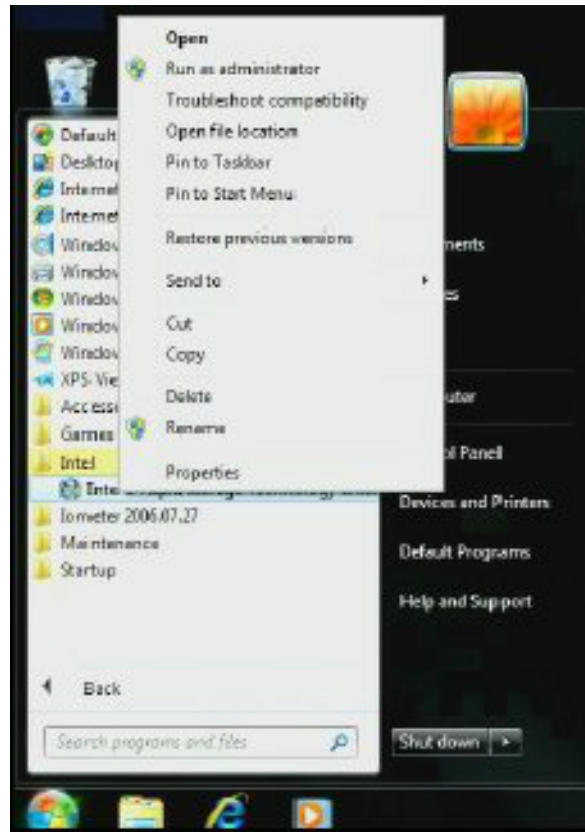 Open
Run as administrator
Troubleshoot compatibility
Open file location
Pin to Taskbar
Pin to Start Menu
Restore previous versions
Send to
Cut
Copy
Delete
Rename
Properties
Default
Desktop
Internet
Internet
Window
Window
Window
Window
Window
XPS Vie
Accesso
Games
Intel
Inte
Iometer 2006.07.27
Maintenance
Startup
Back
Search programs and files
ments
es
uter
ol Panel
Devices and Printers
Default Programs
Help and Support
Shut down